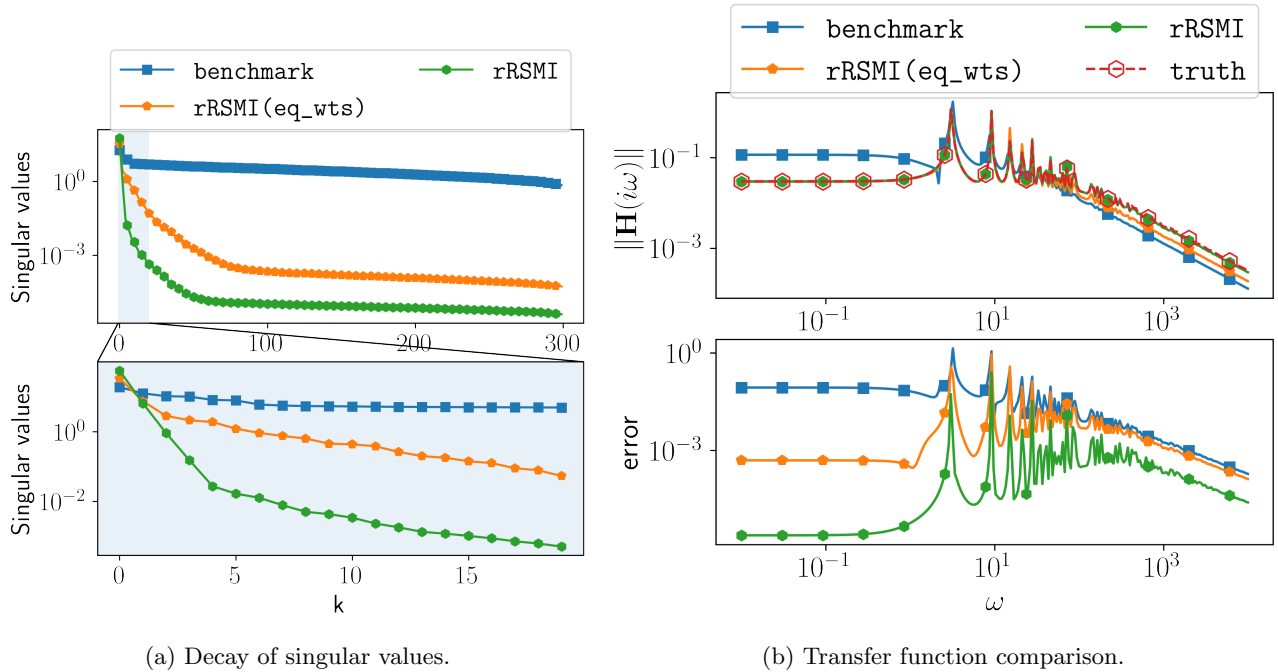 benchmark
rRSMI
rRSMI(eq_wts)
Singular values
10^0
10^{-3}
0
100
200
300
Singular values
10^0
10^{-2}
0
5
10
15
k
(a) Decay of singular values.
benchmark
rRSMI
rRSMI(eq_wts)
truth
‖H(iω)‖
10^{-1}
10^{-3}
10^{-1}
10^1
10^3
error
10^0
10^{-3}
10^{-1}
10^1
10^3
ω
(b) Transfer function comparison.